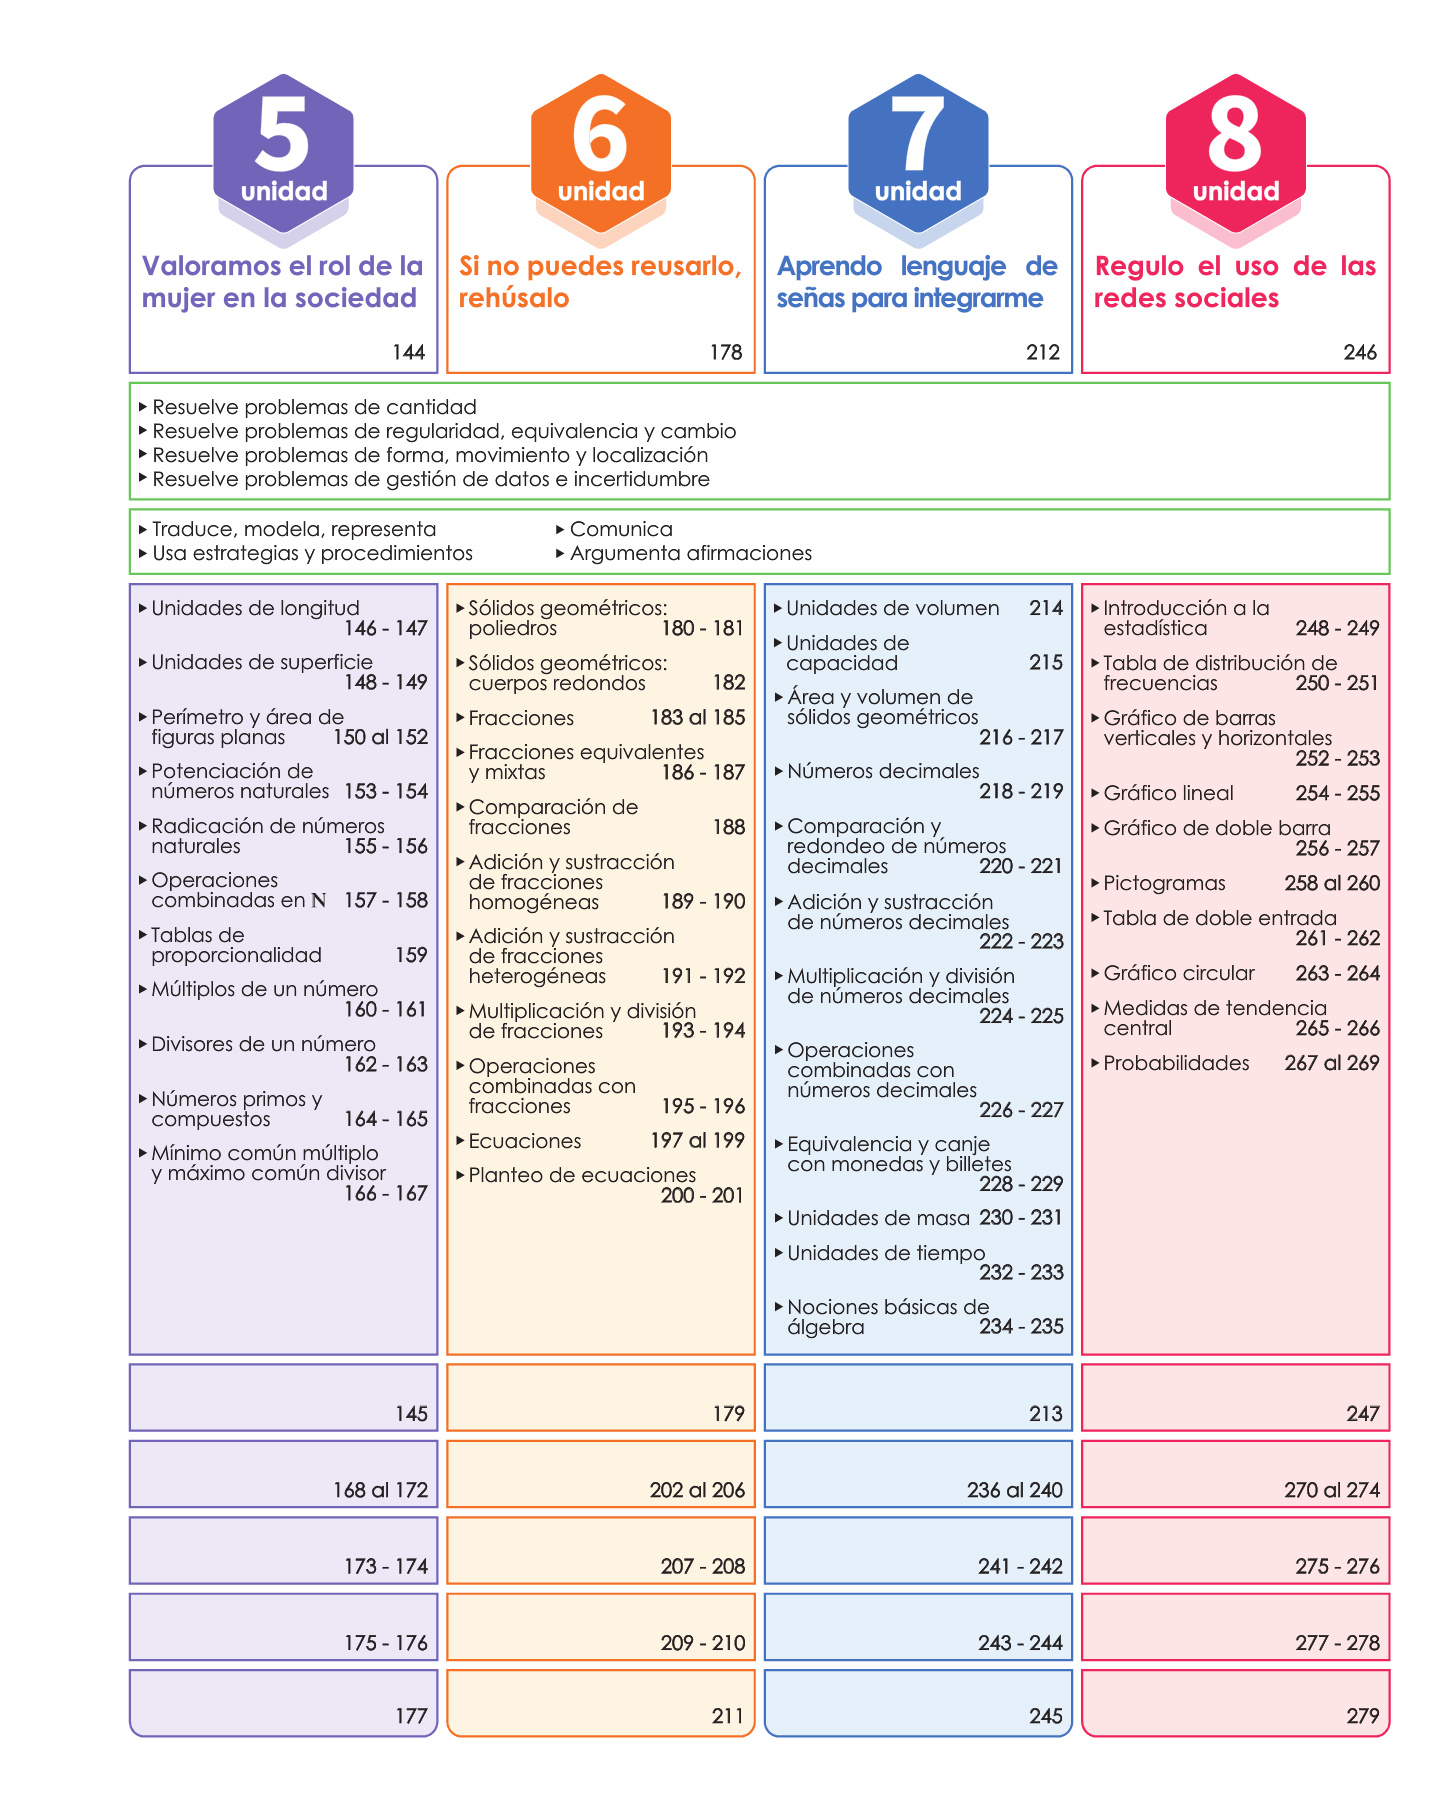 5
unidad
Valoramos el rol de la
mujer en la sociedad
144
6
unidad
Si no puedes reusarlo,
rehúsalo
178
7
unidad
Aprendo lenguaje de
señas para integrarme
212
8
unidad
Regulo el uso de las
redes sociales
246
▸ Resuelve problemas de cantidad
▸ Resuelve problemas de regularidad, equivalencia y cambio
▸ Resuelve problemas de forma, movimiento y localización
▸ Resuelve problemas de gestión de datos e incertidumbre
▸ Traduce, modela, representa
▸ Usa estrategias y procedimientos
▸ Comunica
▸ Argumenta afirmaciones
▸ Unidades de longitud
146 - 147
▸ Unidades de superficie
148 - 149
▸ Perímetro y área de
figuras planas 150 al 152
▸ Potenciación de
números naturales 153 - 154
▸ Radicación de números
naturales 155 - 156
▸ Operaciones
combinadas en N 157 - 158
▸ Tablas de
proporcionalidad 159
▸ Múltiplos de un número
160 - 161
▸ Divisores de un número
162 - 163
▸ Números primos y
compuestos 164 - 165
▸ Mínimo común múltiplo
y máximo común divisor
166 - 167
▸ Sólidos geométricos:
poliedros 180 - 181
▸ Sólidos geométricos:
cuerpos redondos 182
▸ Fracciones 183 al 185
▸ Fracciones equivalentes
y mixtas 186 - 187
▸ Comparación de
fracciones 188
▸ Adición y sustracción
de fracciones
homogéneas 189 - 190
▸ Adición y sustracción
de fracciones
heterogéneas 191 - 192
▸ Multiplicación y división
de fracciones 193 - 194
▸ Operaciones
combinadas con
fracciones 195 - 196
▸ Ecuaciones 197 al 199
▸ Planteo de ecuaciones
200 - 201
▸ Unidades de volumen 214
▸ Unidades de
capacidad 215
▸ Área y volumen de
sólidos geométricos
216 - 217
▸ Números decimales
218 - 219
▸ Comparación y
redondeo de números
decimales 220 - 221
▸ Adición y sustracción
de números decimales
222 - 223
▸ Multiplicación y división
de números decimales
224 - 225
▸ Operaciones
combinadas con
números decimales
226 - 227
▸ Equivalencia y canje
con monedas y billetes
228 - 229
▸ Unidades de masa 230 - 231
▸ Unidades de tiempo
232 - 233
▸ Nociones básicas de
álgebra 234 - 235
▸ Introducción a la
estadística 248 - 249
▸ Tabla de distribución de
frecuencias 250 - 251
▸ Gráfico de barras
verticales y horizontales
252 - 253
▸ Gráfico lineal 254 - 255
▸ Gráfico de doble barra
256 - 257
▸ Pictogramas 258 al 260
▸ Tabla de doble entrada
261 - 262
▸ Gráfico circular 263 - 264
▸ Medidas de tendencia
central 265 - 266
▸ Probabilidades 267 al 269
145 179 213 247
168 al 172 202 al 206 236 al 240 270 al 274
173 - 174 207 - 208 241 - 242 275 - 276
175 - 176 209 - 210 243 - 244 277 - 278
177 211 245 279